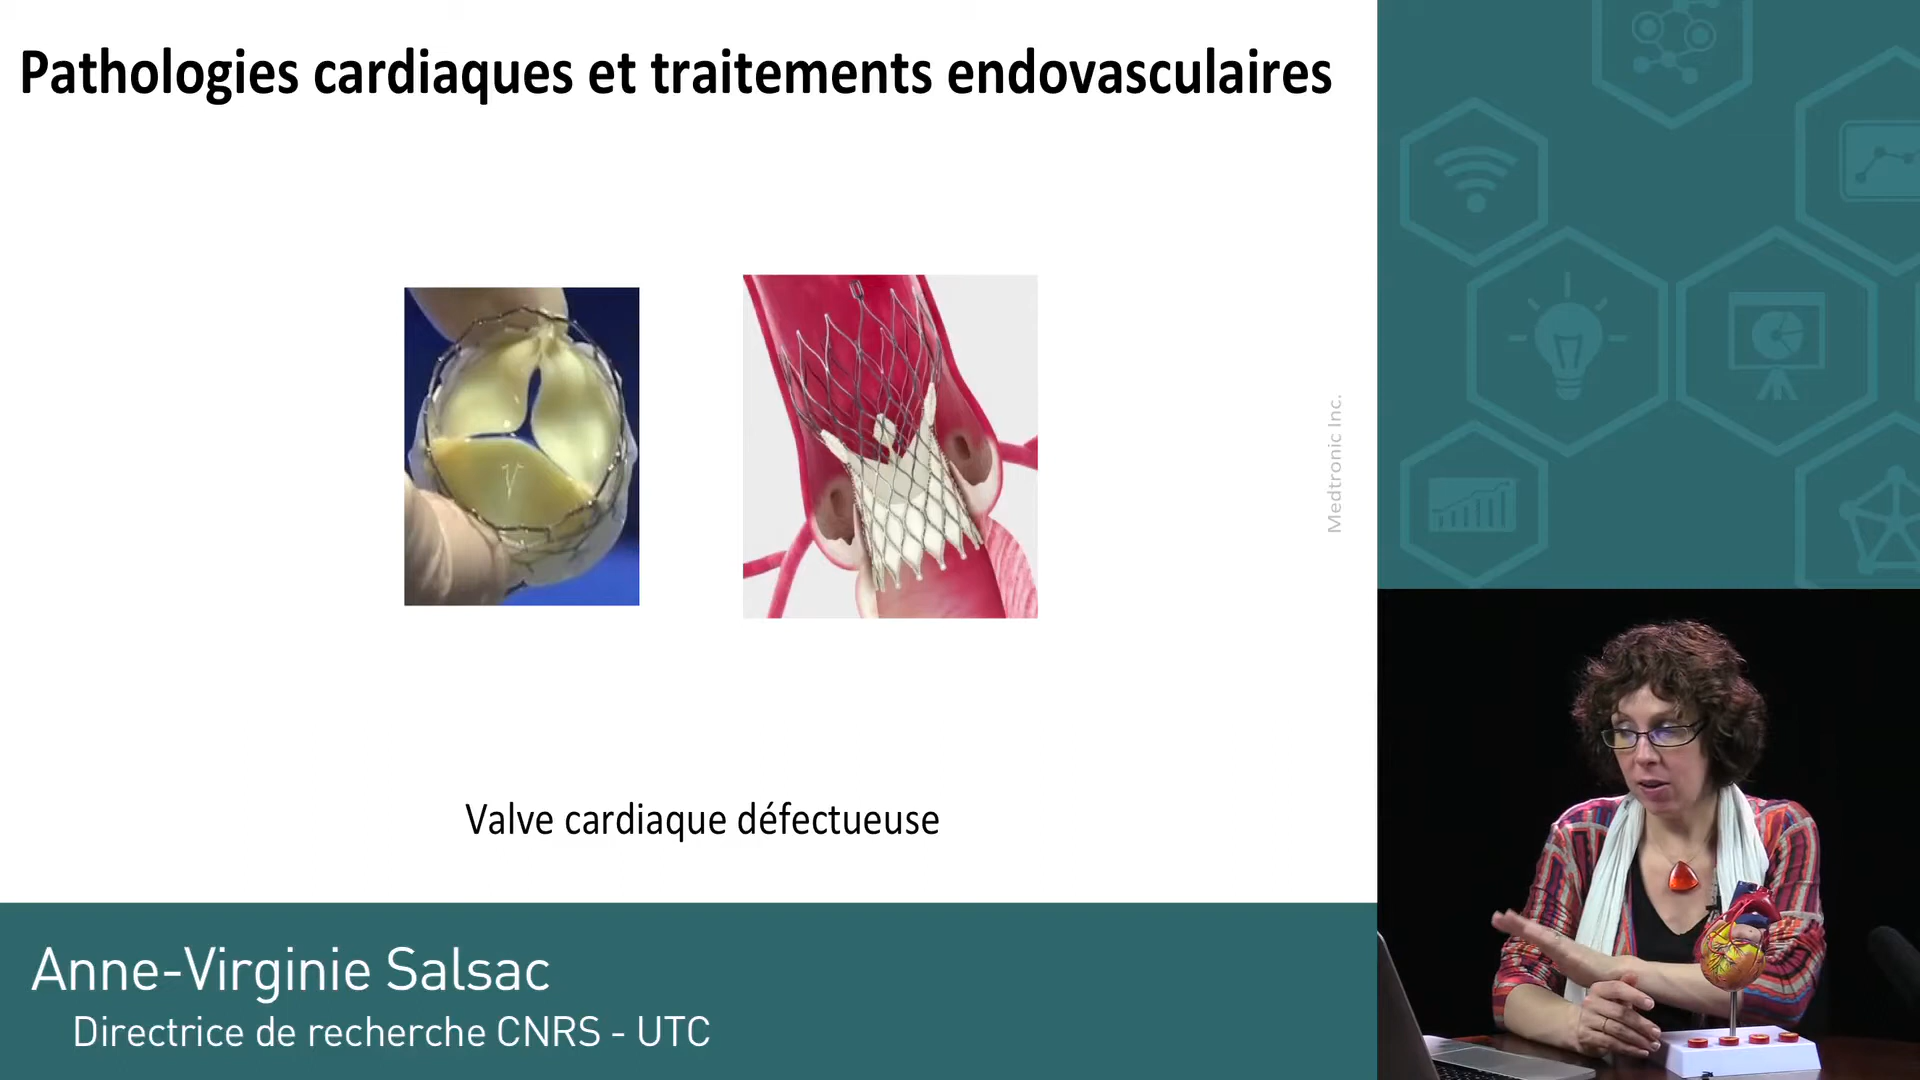 Pathologies cardiaques et traitements endovasculaires
Medtronic Inc.
Valve cardiaque défectueuse
Anne-Virginie Salsac
Directrice de recherche CNRS - UTC